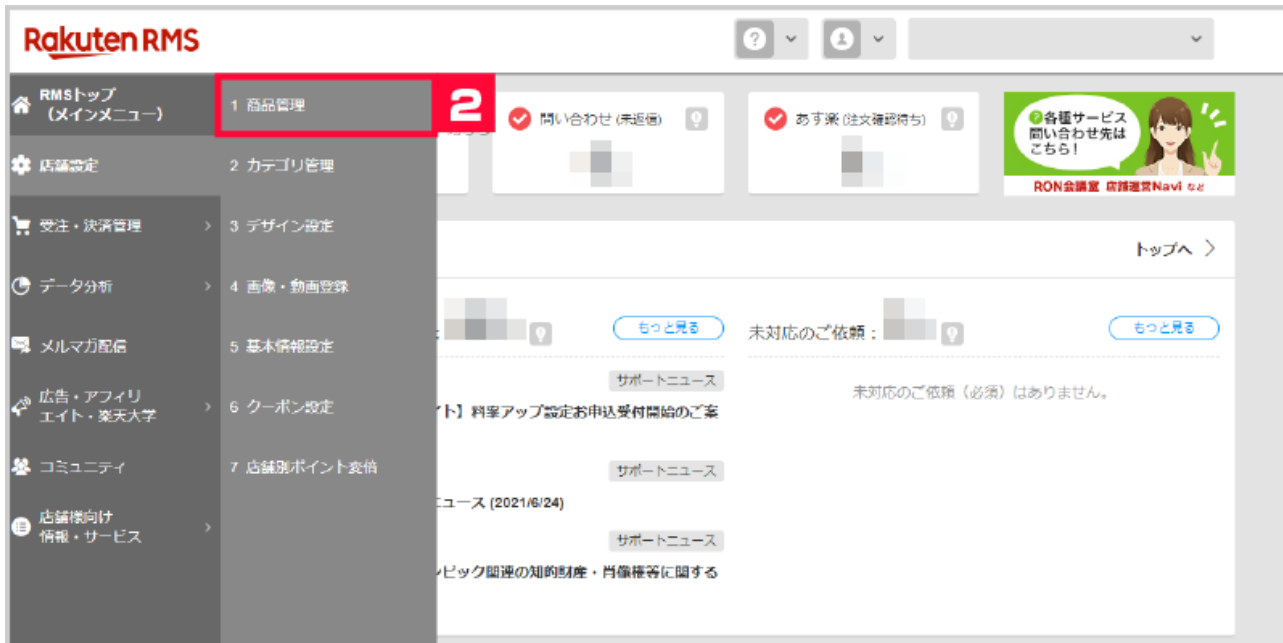 Rakuten RMS
RMSトップ
（メインメニュー）
店舗設定
受注・決済管理
データ分析
メルマガ配信
広告・アフィリ
エイト・楽天大学
コミュニティ
店舗様向け
情報・サービス
1 商品管理
2
2 カテゴリ管理
3 デザイン設定
4 画像・動画登録
5 基本情報設定
6 クーポン設定
7 店舗別ポイント変倍
問い合わせ (未返信)
あす楽 (注文確認待ち)
各種サービス
問い合わせ先は
こちら！
RON会議室 店舗運営Navi など
トップへ
もっと見る
未対応のご依頼：
もっと見る
サポートニュース
未対応のご依頼（必須）はありません。
イト】料率アップ設定お申込受付開始のご案
サポートニュース
ニュース (2021/6/24)
サポートニュース
ンピック関連の知的財産・肖像権等に関する